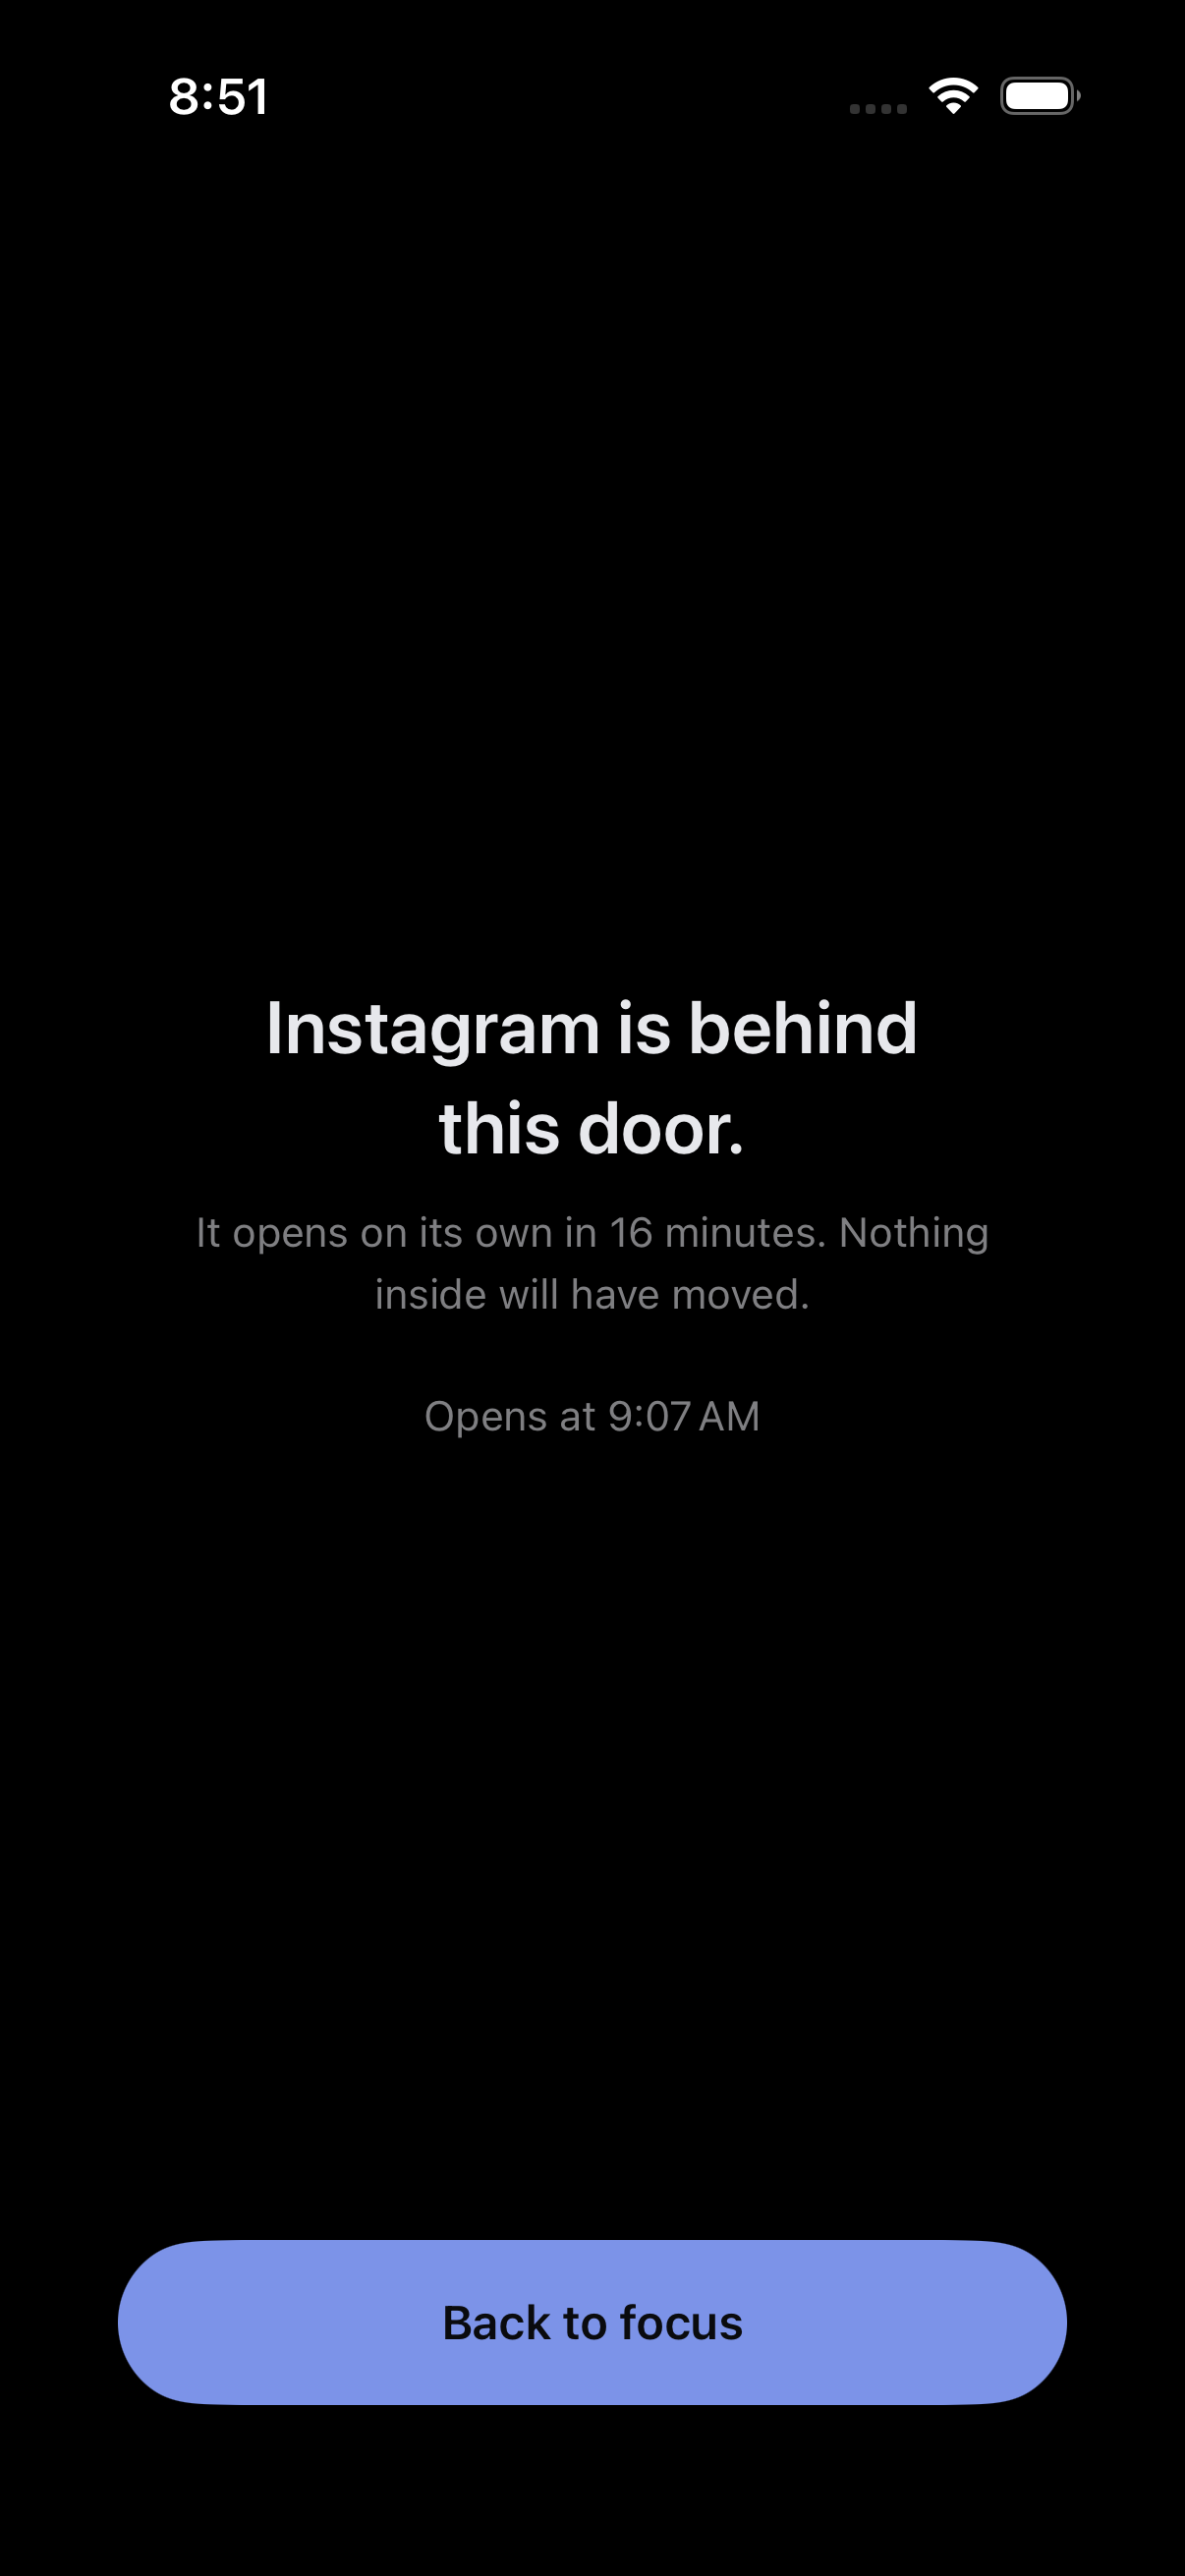 8:51
Instagram is behind
this door.
It opens on its own in 16 minutes. Nothing
inside will have moved.
Opens at 9:07 AM
Back to focus